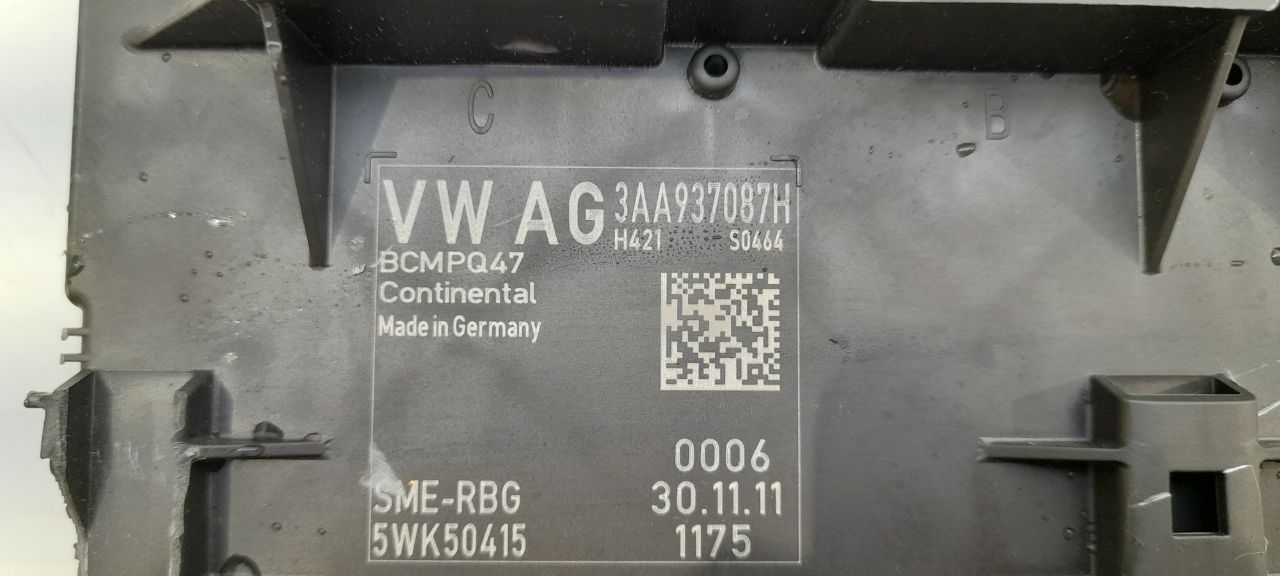 C
B
VW AG 3AA937087H
H421 S0464
BCMPQ47
Continental
Made in Germany
0006
SME-RBG 30.11.11
5WK50415 1175